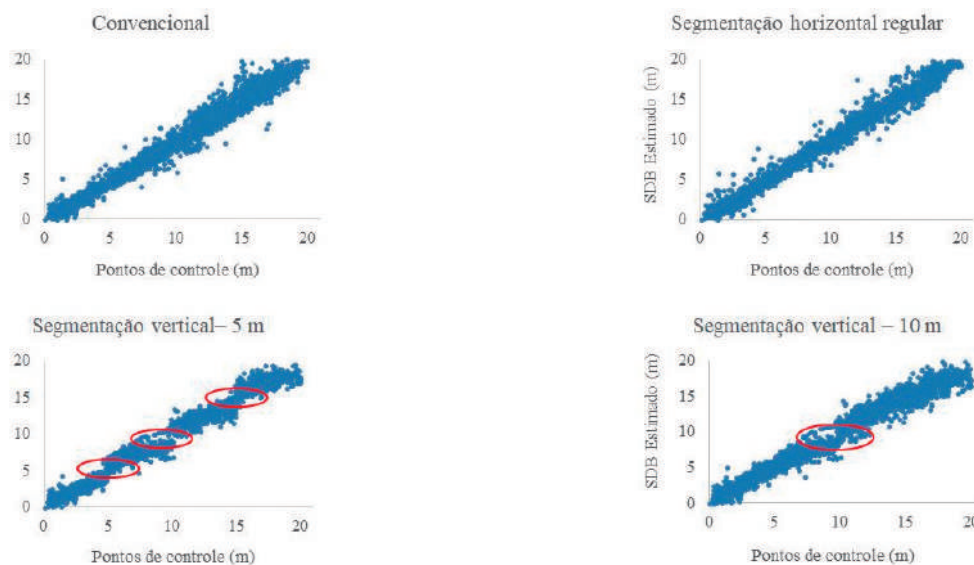 Convencional
20
15
10
5
0
0 5 10 15 20
Pontos de controle (m)
Segmentação horizontal regular
SDB Estimado (m)
20
15
10
5
0
0 5 10 15 20
Pontos de controle (m)
Segmentação vertical– 5 m
20
15
10
5
0
0 5 10 15 20
Pontos de controle (m)
Segmentação vertical – 10 m
SDB Estimado (m)
20
15
10
5
0
0 5 10 15 20
Pontos de controle (m)